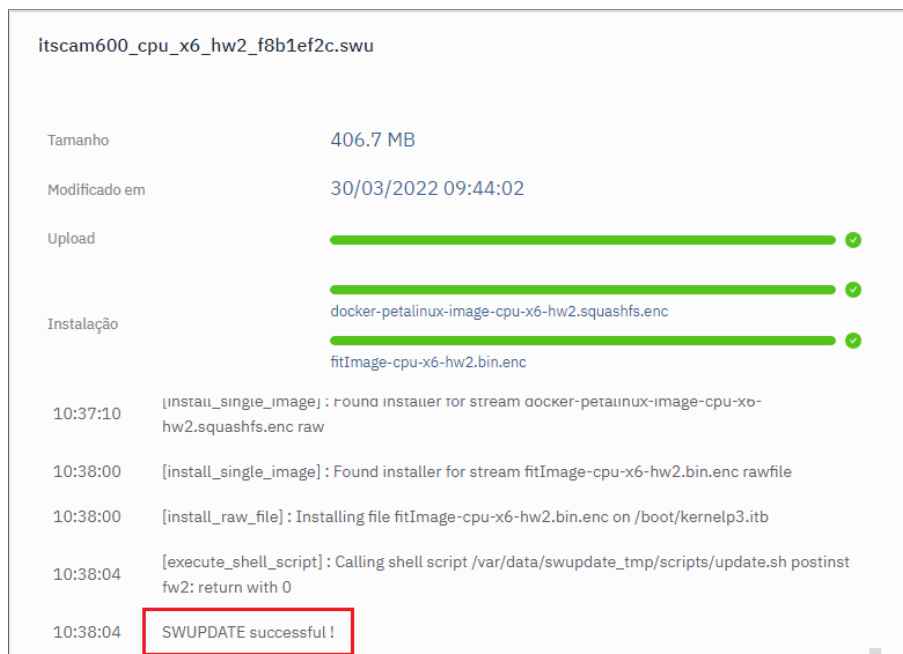 itscam600_cpu_x6_hw2_f8b1ef2c.swu
Tamanho 406.7 MB
Modificado em 30/03/2022 09:44:02
Upload
docker-petalinux-image-cpu-x6-hw2.squashfs.enc
Instalação
fitImage-cpu-x6-hw2.bin.enc
[install_single_image] : Found installer for stream docker-petalinux-image-cpu-x6-
10:37:10
hw2.squashfs.enc raw
10:38:00 [install_single_image] : Found installer for stream fitImage-cpu-x6-hw2.bin.enc rawfile
10:38:00 [install_raw_file] : Installing file fitImage-cpu-x6-hw2.bin.enc on /boot/kernelp3.itb
[execute_shell_script] : Calling shell script /var/data/swupdate_tmp/scripts/update.sh postinst
10:38:04
fw2: return with 0
10:38:04 SWUPDATE successful !